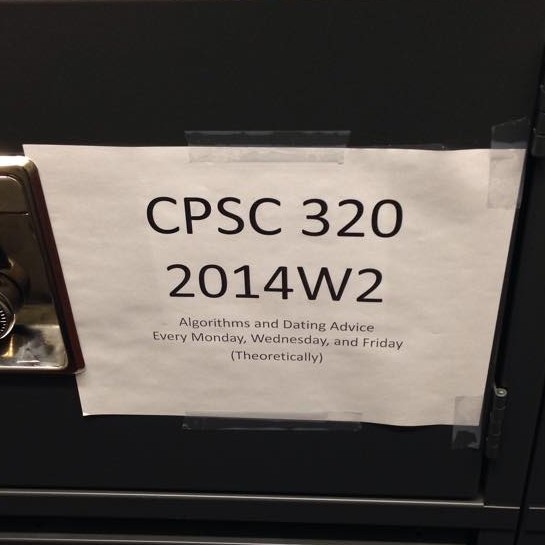 CPSC 320
2014W2
Algorithms and Dating Advice
Every Monday, Wednesday, and Friday
(Theoretically)